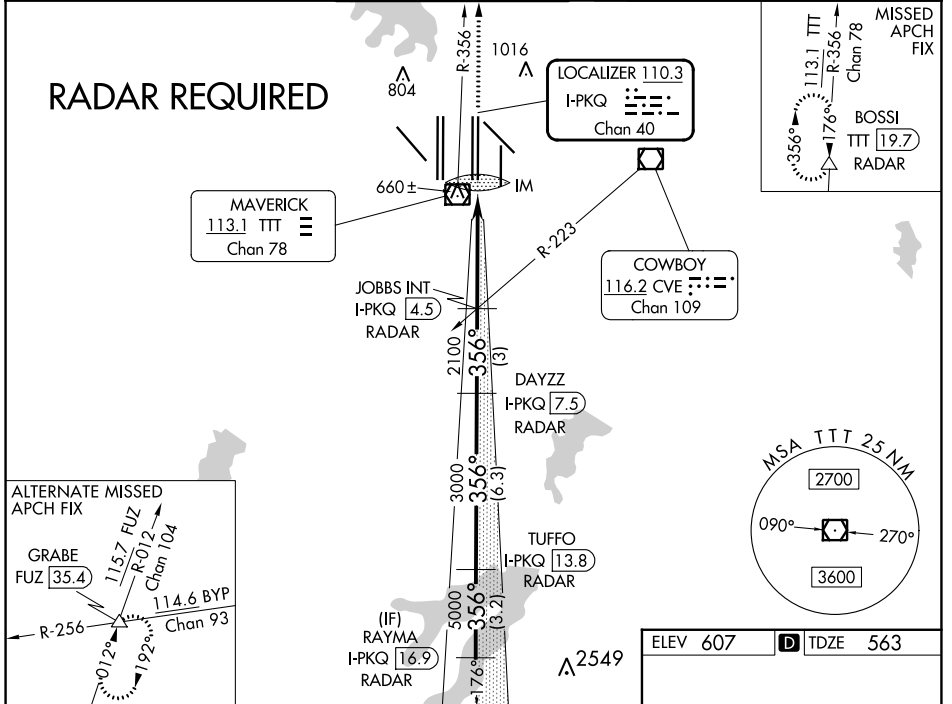 RADAR REQUIRED
804
R-356
1016
LOCALIZER 110.3
I-PKQ
Chan 40
MISSED
APCH
FIX
113.1 TTT
R-356
Chan 78
356°
176°
BOSSI
TTT 19.7
RADAR
660±
IM
MAVERICK
113.1 TTT
Chan 78
R-223
COWBOY
116.2 CVE
Chan 109
JOBBS INT
I-PKQ 4.5
RADAR
2100
356°
(3)
DAYZZ
I-PKQ 7.5
RADAR
3000
356°
(6.3)
TUFFO
I-PKQ 13.8
RADAR
5000
356°
(3.2)
(IF)
RAYMA
I-PKQ 16.9
RADAR
176°
2549
MSA TTT 25 NM
2700
090°
270°
3600
ALTERNATE MISSED
APCH FIX
GRABE
FUZ 35.4
115.7 FUZ
R-012
Chan 104
114.6 BYP
Chan 93
R-256
012°
192°
ELEV 607 D TDZE 563